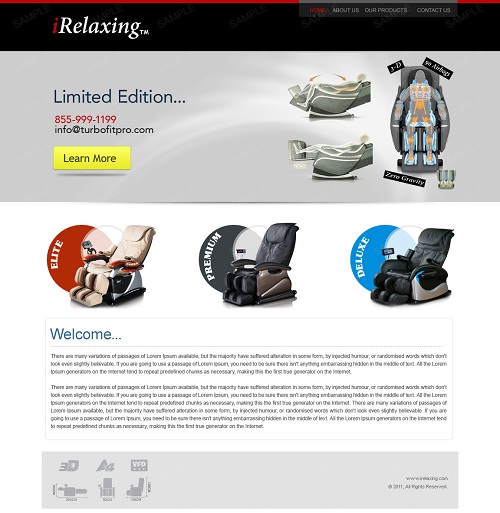 iRelaxing™
HOME ABOUT US OUR PRODUCTS CONTACT US
Limited Edition...
855-999-1199
info@turbofitpro.com
Learn More
3-D
90 Airbags
Zero Gravity
ELITE
PREMIUM
DELUXE
Welcome...
There are many variations of passages of Lorem Ipsum available, but the majority have suffered alteration in some form, by injected humour, or randomised words which don't
look even slightly believable. If you are going to use a passage of Lorem Ipsum, you need to be sure there isn't anything embarrassing hidden in the middle of text. All the Lorem
Ipsum generators on the Internet tend to repeat predefined chunks as necessary, making this the first true generator on the Internet.
There are many variations of passages of Lorem Ipsum available, but the majority have suffered alteration in some form, by injected humour, or randomised words which don't
look even slightly believable. If you are going to use a passage of Lorem Ipsum, you need to be sure there isn't anything embarrassing hidden in the middle of text. All the Lorem
Ipsum generators on the Internet tend to repeat predefined chunks as necessary, making this the first true generator on the Internet. There are many variations of passages of Lorem
Ipsum available, but the majority have suffered alteration in some form, by injected humour, or randomised words which don't look even slightly believable. If you are
going to use a passage of Lorem Ipsum, you need to be sure there isn't anything embarrassing hidden in the middle of text. All the Lorem Ipsum generators on the Internet tend
to repeat predefined chunks as necessary, making this the first true generator on the Internet.
3D A4 VFD
www.irelaxing.com
© 2011, All Rights Reserved.